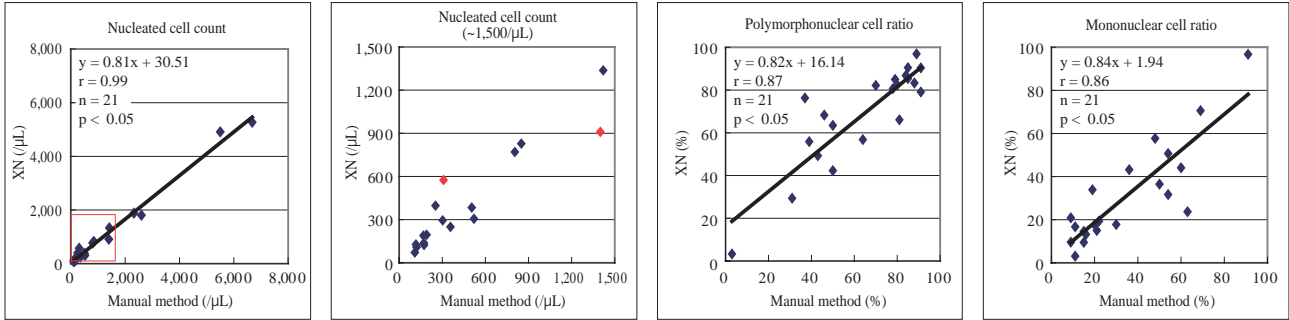 Nucleated cell count
8,000
y = 0.81x + 30.51
r = 0.99
n = 21
p < 0.05
6,000
4,000
2,000
0
XN (/µL)
0 2,000 4,000 6,000 8,000
Manual method (/µL)
Nucleated cell count
(~1,500/µL)
1,500
1,200
900
600
300
0
XN (/µL)
0 300 600 900 1,200 1,500
Manual method (/µL)
Polymorphonuclear cell ratio
100
y = 0.82x + 16.14
r = 0.87
n = 21
p < 0.05
80
60
40
20
0
XN (%)
0 20 40 60 80 100
Manual method (%)
Mononuclear cell ratio
100
y = 0.84x + 1.94
r = 0.86
n = 21
p < 0.05
80
60
40
20
0
XN (%)
0 20 40 60 80 100
Manual method (%)